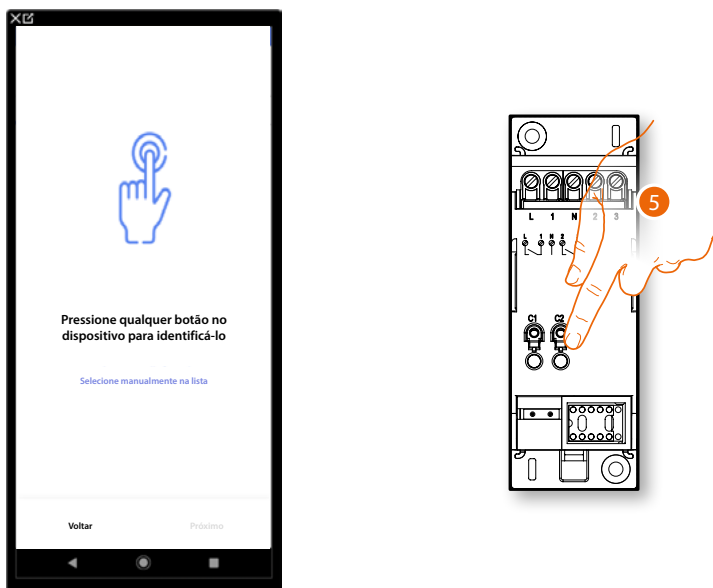 Pressione qualquer botão no
dispositivo para identificá-lo
Selecione manualmente na lista
Voltar
Próximo
5
L 1 N 2 3
L 1 N 2
C1 C2